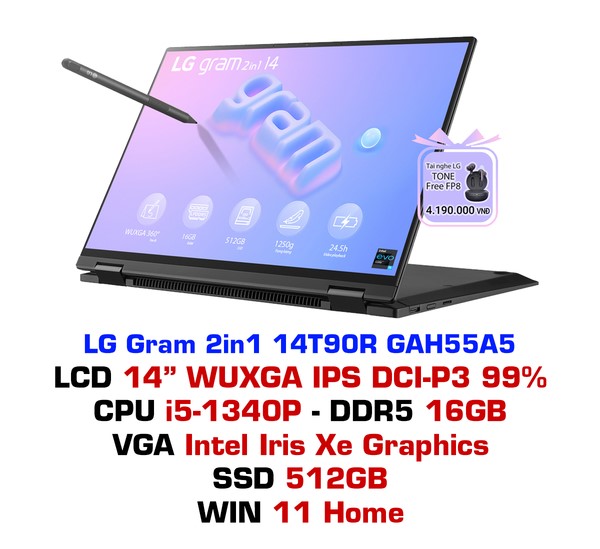 LG gram 2in1 14
gram
Tai nghe LG
TONE
Free FP8
4.190.000 VNĐ
WUXGA 360°
16GB
512GB
1250g
24.5h
evo
LG Gram 2in1 14T90R GAH55A5
LCD 14” WUXGA IPS DCI-P3 99%
CPU i5-1340P - DDR5 16GB
VGA Intel Iris Xe Graphics
SSD 512GB
WIN 11 Home